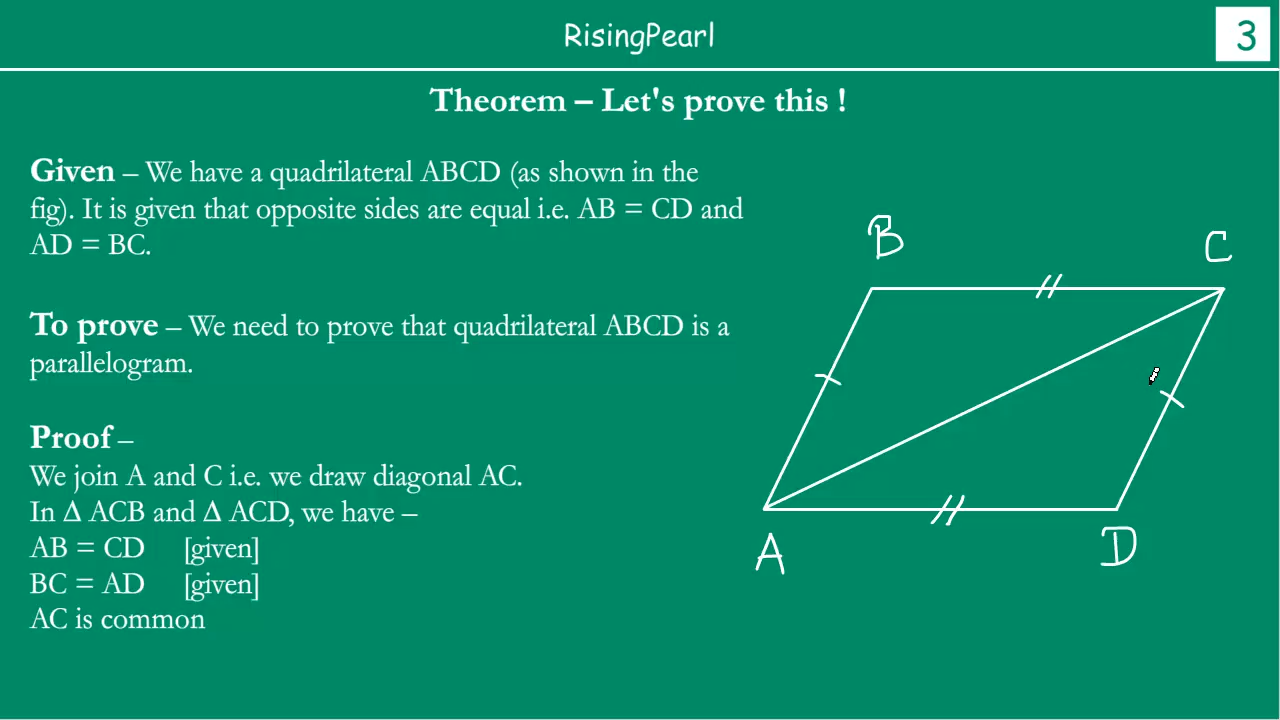 RisingPearl
3
Theorem – Let's prove this !
Given – We have a quadrilateral ABCD (as shown in the
fig). It is given that opposite sides are equal i.e. AB = CD and
AD = BC.
To prove – We need to prove that quadrilateral ABCD is a
parallelogram.
Proof –
We join A and C i.e. we draw diagonal AC.
In Δ ACB and Δ ACD, we have –
AB = CD [given]
BC = AD [given]
AC is common
B
C
A
D